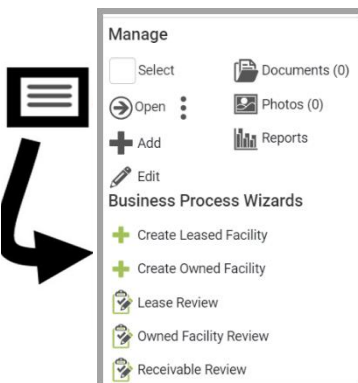 Manage
Select
Documents (0)
Open
Photos (0)
Add
Reports
Edit
Business Process Wizards
Create Leased Facility
Create Owned Facility
Lease Review
Owned Facility Review
Receivable Review